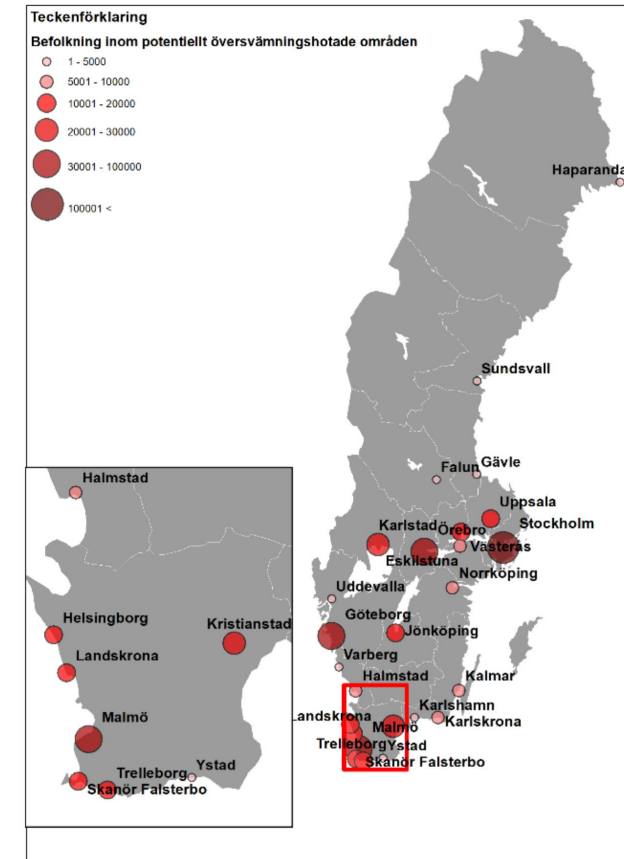 Teckenförklaring
Befolkning inom potentiellt översvämningshotade områden
1 - 5000
5001 - 10000
10001 - 20000
20001 - 30000
30001 - 100000
100001 <
Haparanda
Sundsvall
Falun
Gävle
Uppsala
Karlstad
Örebro
Stockholm
Västerås
Eskilstuna
Norrköping
Uddevalla
Göteborg
Jönköping
Varberg
Halmstad
Kalmar
Karlshamn
Karlskrona
Landskrona
Malmö
Trelleborg
Ystad
Skanör Falsterbo
Halmstad
Helsingborg
Kristianstad
Landskrona
Malmö
Trelleborg
Ystad
Skanör Falsterbo